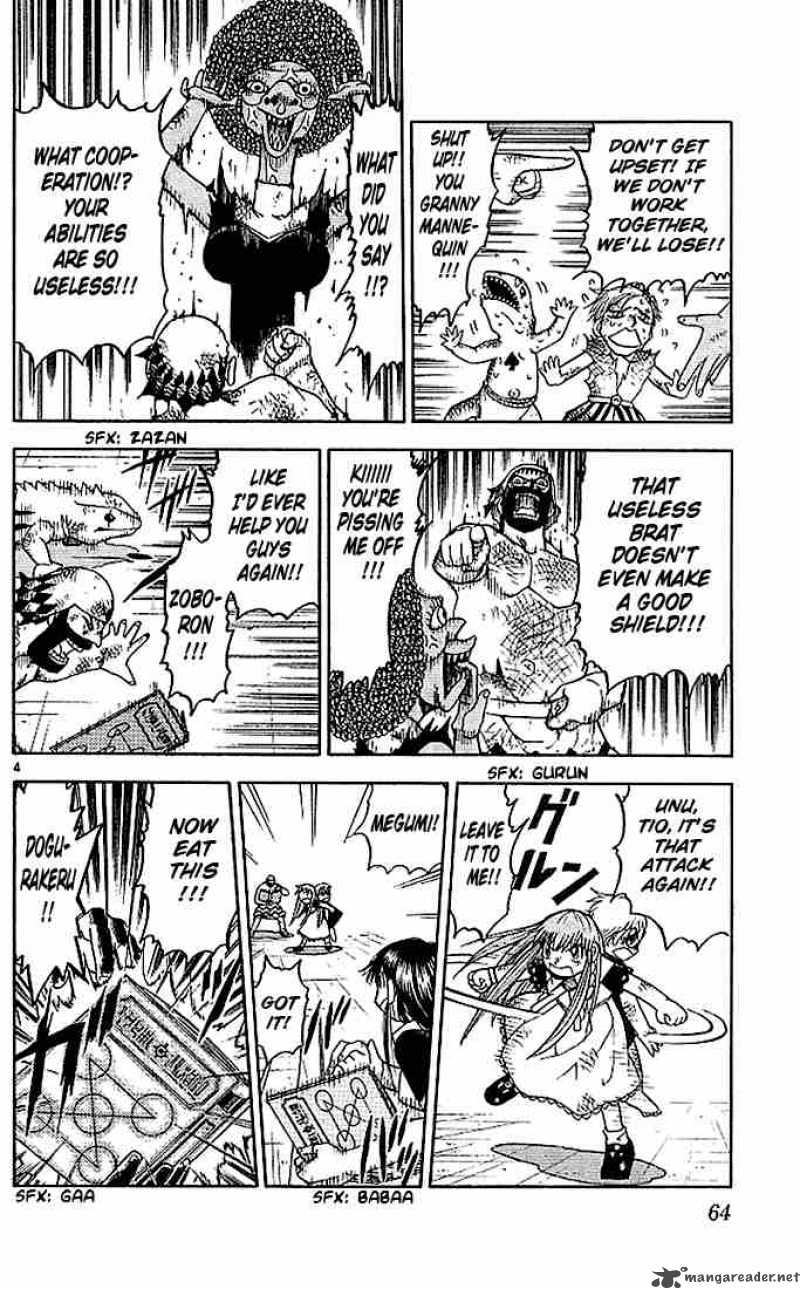 DON'T GET
UPSET! IF
WE DON'T
WORK
TOGETHER,
WE'LL LOSE!!
SHUT
UP!!
YOU
GRANNY
MANNE-
QUIN
!!!
WHAT
DID
YOU
SAY
!!?
WHAT COOP-
ERATION!?
YOUR
ABILITIES
ARE SO
USELESS!!!
SFX: ZAZAN
THAT
USELESS
BRAT
DOESN'T
EVEN MAKE
A GOOD
SHIELD!!!
KIIIIII
YOU'RE
PISSING
ME OFF
!!!
LIKE
I'D EVER
HELP YOU
GUYS
AGAIN!!
ZOBO-
RON
!!!
4
SFX: GURUN
UNU,
TIO, IT'S
THAT
ATTACK
AGAIN!!
グルン
LEAVE
IT TO
ME!!
MEGUMI!
GOT
IT!
NOW
EAT
THIS
!!!
DOGU-
RAKERU
!!
SFX: GAA
SFX: BABAA
64
mangareader.net